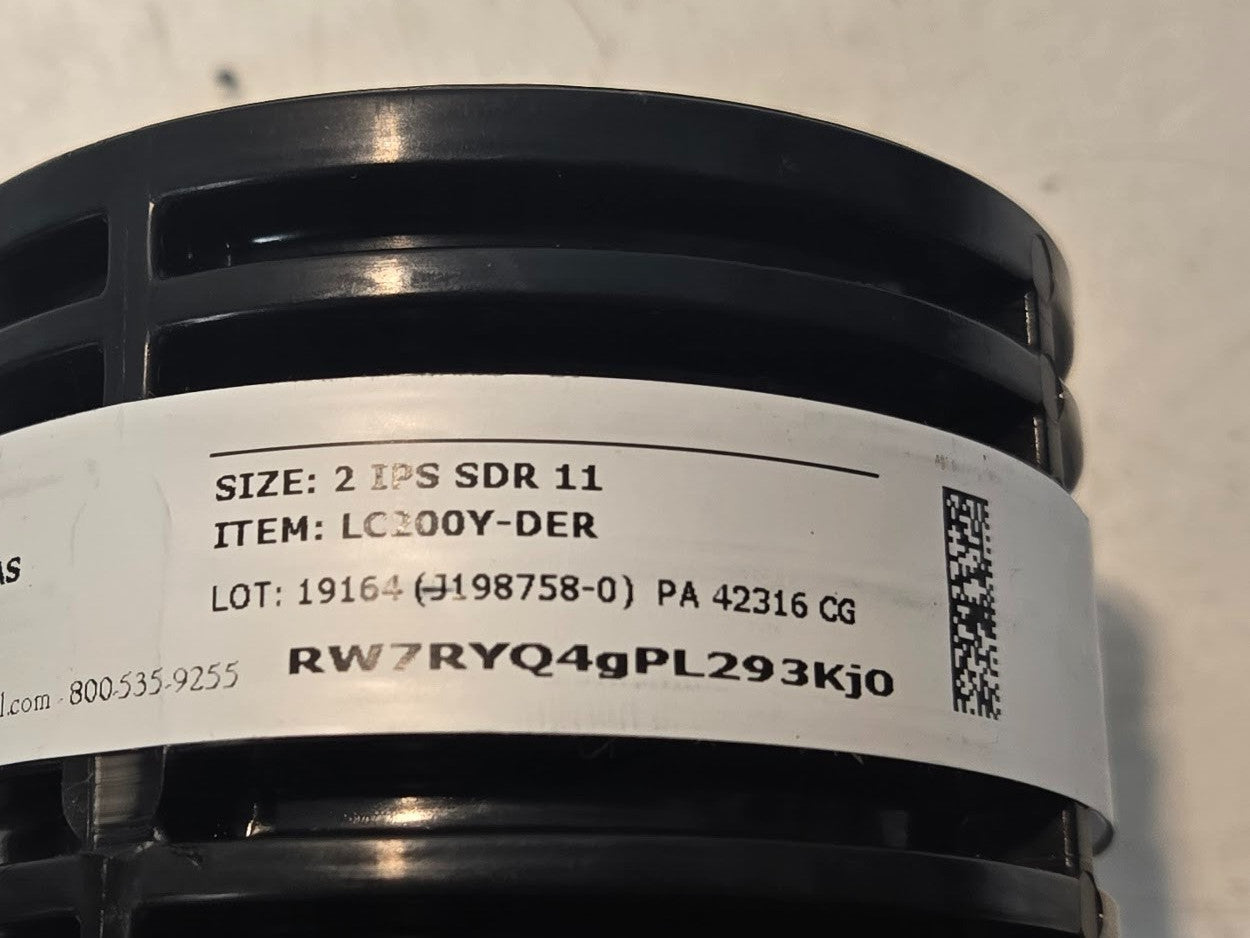 SIZE: 2 IPS SDR 11
ITEM: LC200Y-DER
AS
LOT: 19164 (J198758-0) PA 42316 CG
RW7RYQ4gPL293Kj0
l.com - 800-535-9255